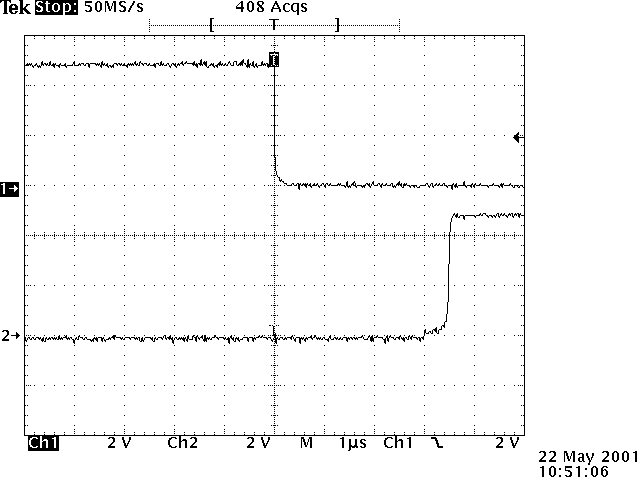 Tek Stop: 50MS/s 408 Acqs
[ T ]
T
1→
2→
Ch1 2 V Ch2 2 V M 1µs Ch1 2 V
22 May 2001
10:51:06